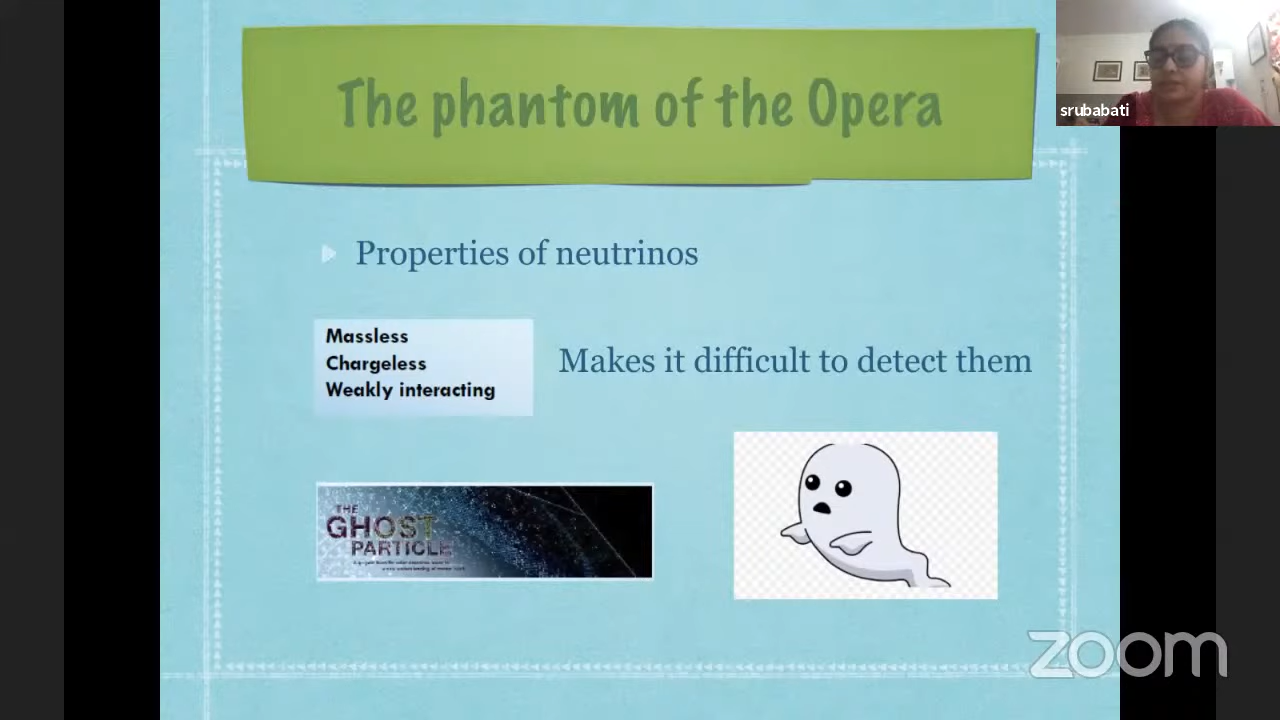 The phantom of the Opera
srubabati
Properties of neutrinos
Massless
Chargeless
Weakly interacting
Makes it difficult to detect them
THE
GHOST
PARTICLE
zoom